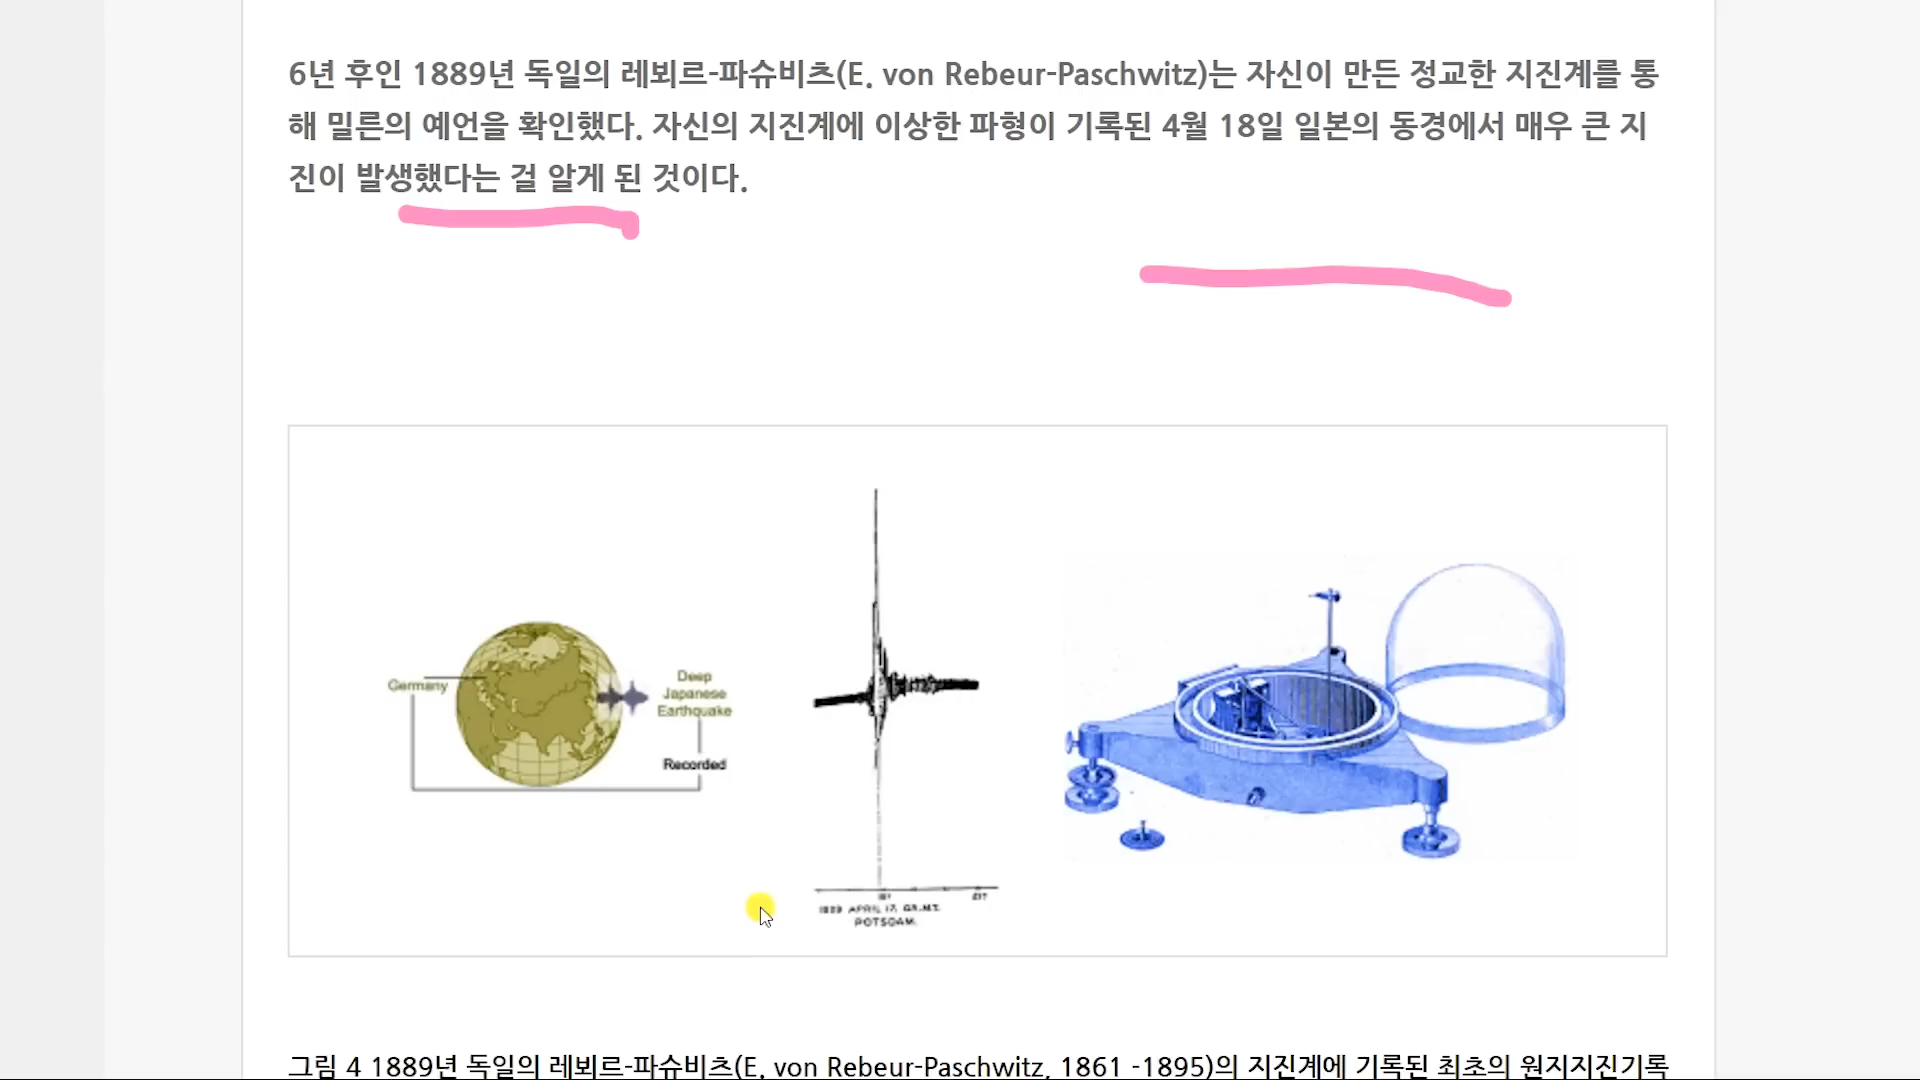 6년 후인 1889년 독일의 레뵈르-파슈비츠(E. von Rebeur-Paschwitz)는 자신이 만든 정교한 지진계를 통
해 밀른의 예언을 확인했다. 자신의 지진계에 이상한 파형이 기록된 4월 18일 일본의 동경에서 매우 큰 지
진이 발생했다는 걸 알게 된 것이다.
Germany
Deep
Japanese
Earthquake
Recorded
1889 APRIL 17, GR.M.T.
POTSDAM.
그림 4 1889년 독일의 레뵈르-파슈비츠(E. von Rebeur-Paschwitz, 1861 -1895)의 지진계에 기록된 최초의 원지지진기록